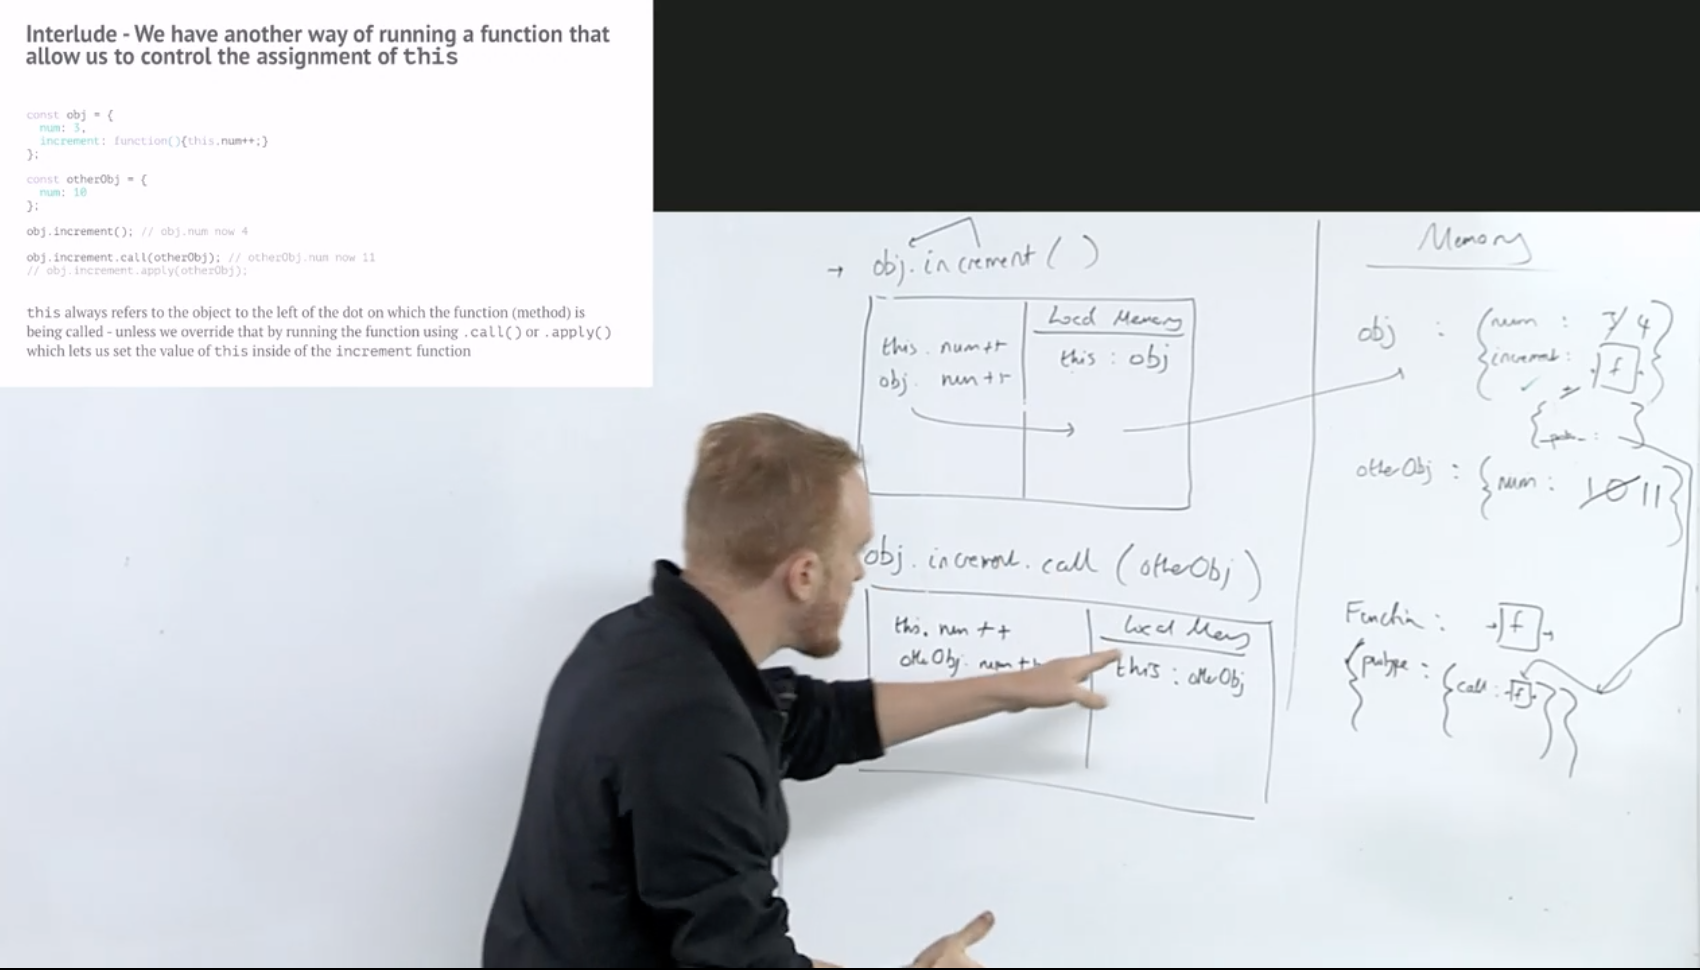 Interlude - We have another way of running a function that
allow us to control the assignment of this
const obj = {
num: 3,
increment: function(){this.num++;}
};
const otherObj = {
num: 10
};
obj.increment(); // obj.num now 4
obj.increment.call(otherObj); // otherObj.num now 11
// obj.increment.apply(otherObj);
this always refers to the object to the left of the dot on which the function (method) is
being called - unless we override that by running the function using .call() or .apply()
which lets us set the value of this inside of the increment function
→ obj.increment()
Local Memory
this. num++
this : obj
obj. num++
obj.increment.call (otherObj)
Local Mem
this. num ++
otherObj. num+
this : otherObj
Memory
obj : { num : 3 4
increment : f }
otherObj : { num : 10 11 }
Function : f
{ prototype : { call : f } }